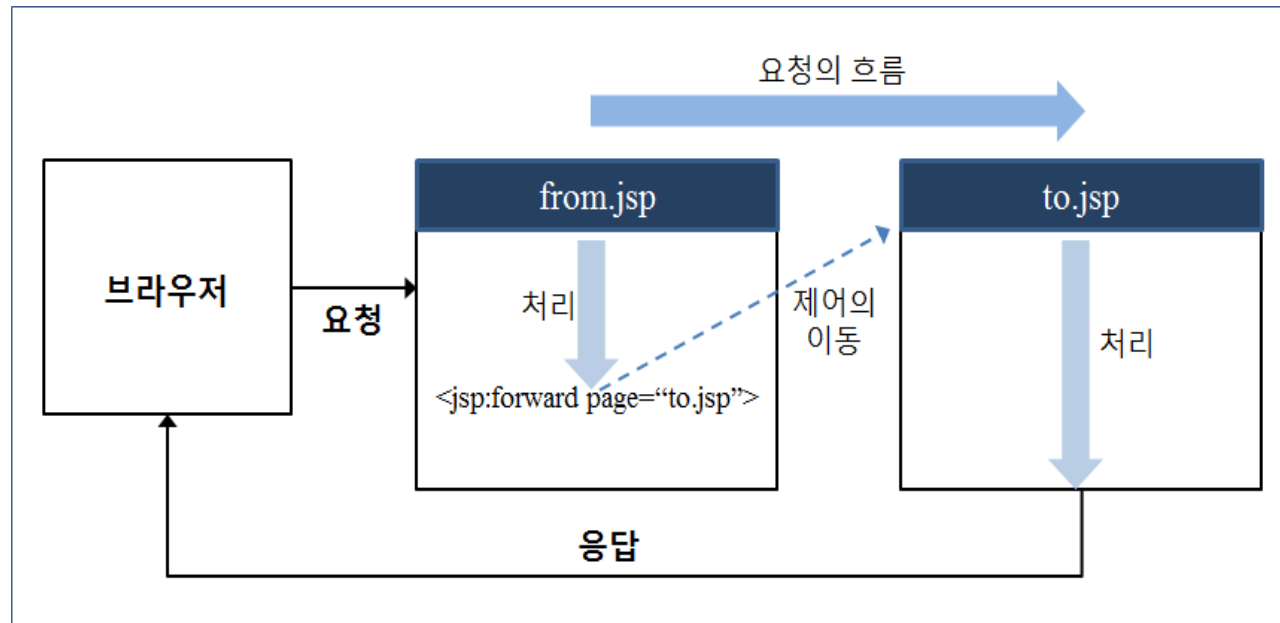 요청의 흐름
from.jsp
to.jsp
브라우저
요청
처리
제어의
이동
처리
<jsp:forward page=“to.jsp”>
응답